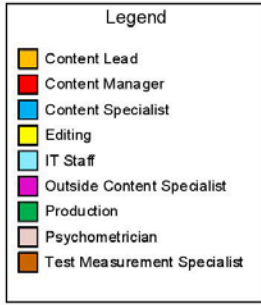 Legend
Content Lead
Content Manager
Content Specialist
Editing
IT Staff
Outside Content Specialist
Production
Psychometrician
Test Measurement Specialist